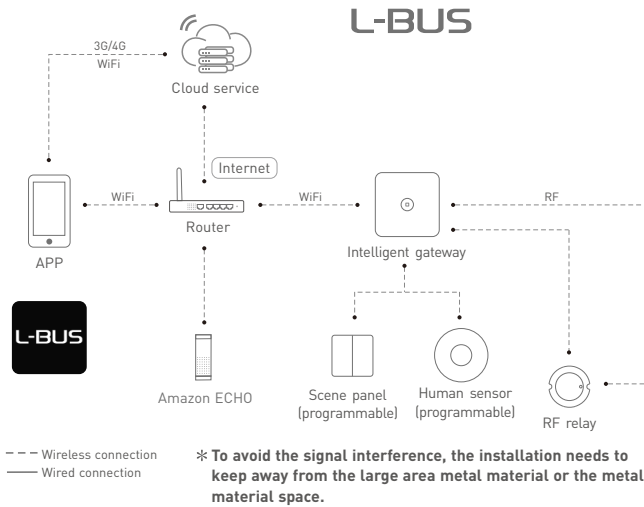 L-BUS
3G/4G
WiFi
Cloud service
Internet
WiFi
WiFi
RF
Router
Intelligent gateway
APP
L-BUS
Amazon ECHO
Scene panel
(programmable)
Human sensor
(programmable)
RF relay
Wireless connection
Wired connection
* To avoid the signal interference, the installation needs to
keep away from the large area metal material or the metal
material space.